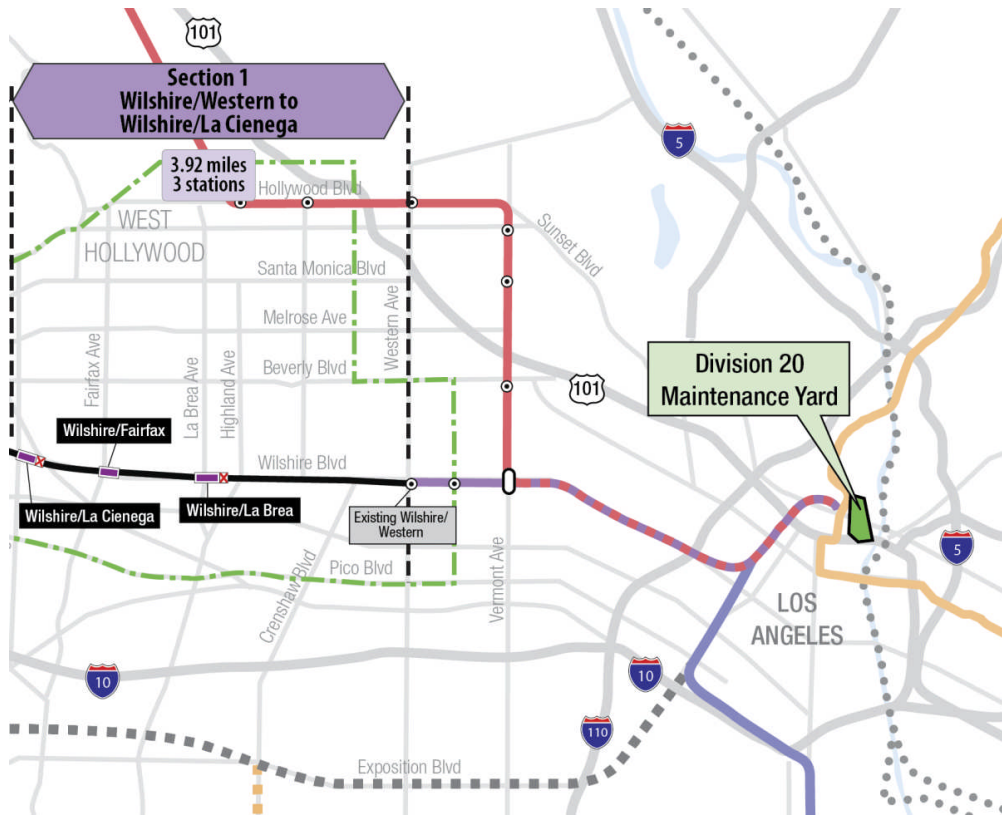 101
Section 1
Wilshire/Western to
Wilshire/La Cienega
3.92 miles
3 stations
Hollywood Blvd
5
WEST
HOLLYWOOD
Sunset Blvd
Santa Monica Blvd
Western Ave
Melrose Ave
Fairfax Ave
La Brea Ave
Highland Ave
Beverly Blvd
101
Division 20
Maintenance Yard
Wilshire/Fairfax
Wilshire Blvd
Wilshire/La Cienega
Wilshire/La Brea
Existing Wilshire/
Western
5
Pico Blvd
Crenshaw Blvd
Vermont Ave
LOS
ANGELES
10
10
110
Exposition Blvd